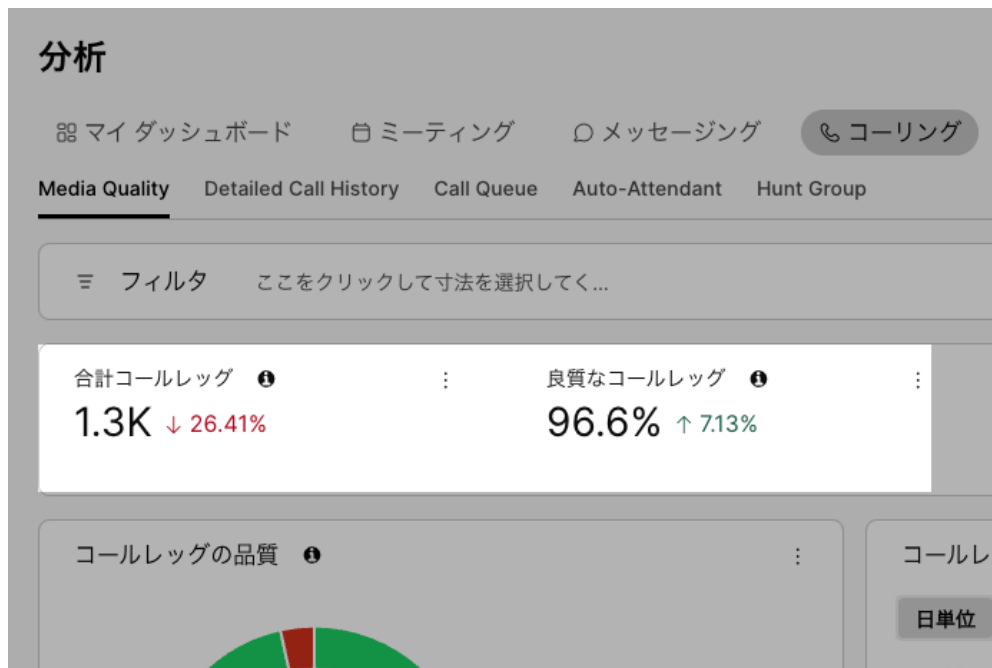 分析
マイ ダッシュボード ミーティング メッセージング コーリング
Media Quality Detailed Call History Call Queue Auto-Attendant Hunt Group
フィルタ ここをクリックして寸法を選択してく...
合計コールレッグ 良質なコールレッグ
1.3K ↓ 26.41% 96.6% ↑ 7.13%
コールレッグの品質 コールレ
日単位